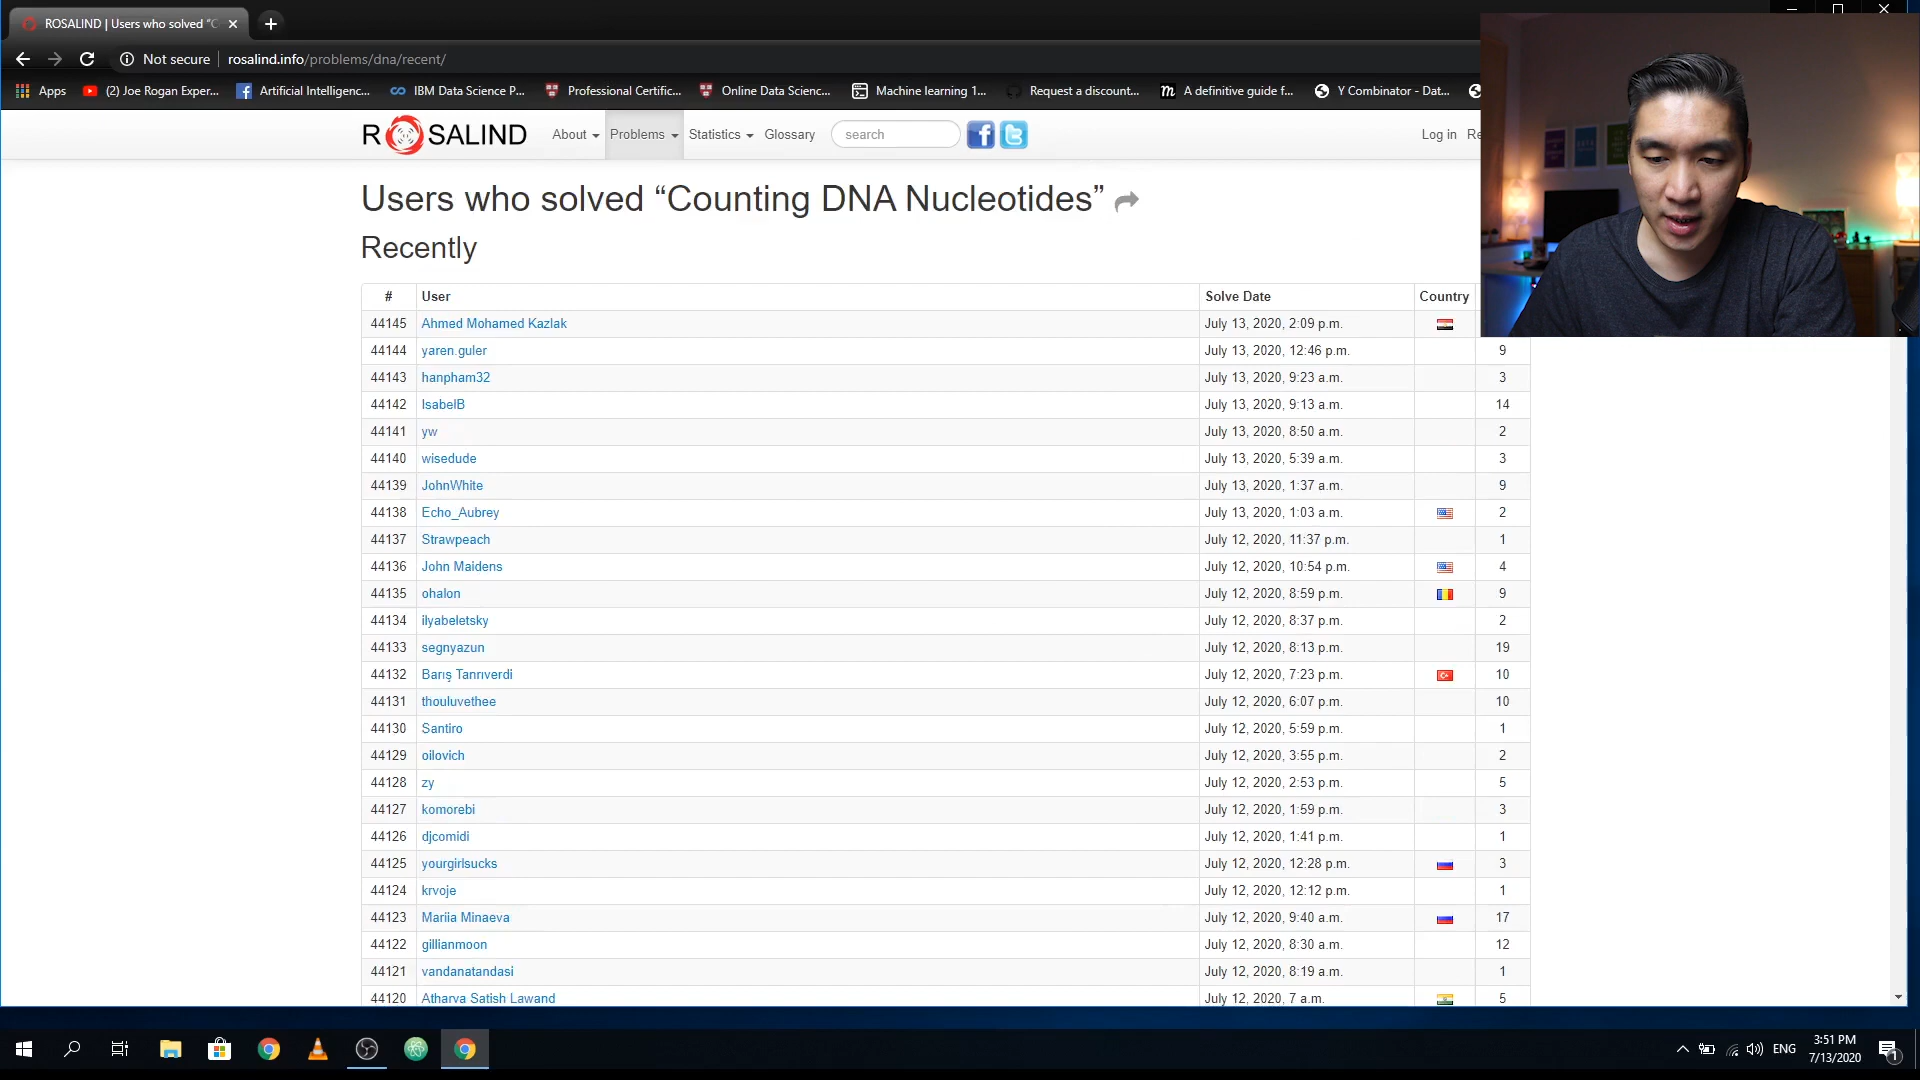 ROSALIND | Users who solved “C
Not secure
rosalind.info/problems/dna/recent/
Apps
(2) Joe Rogan Exper...
Artificial Intelligenc...
IBM Data Science P...
Professional Certific...
Online Data Scienc...
Machine learning 1...
Request a discount...
A definitive guide f...
Y Combinator - Dat...
ROSALIND
About
Problems
Statistics
Glossary
search
Log in
Users who solved “Counting DNA Nucleotides”
Recently
# User Solve Date Country
44145 Ahmed Mohamed Kazlak July 13, 2020, 2:09 p.m.
44144 yaren.guler July 13, 2020, 12:46 p.m. 9
44143 hanpham32 July 13, 2020, 9:23 a.m. 3
44142 IsabelB July 13, 2020, 9:13 a.m. 14
44141 yw July 13, 2020, 8:50 a.m. 2
44140 wisedude July 13, 2020, 5:39 a.m. 3
44139 JohnWhite July 13, 2020, 1:37 a.m. 9
44138 Echo_Aubrey July 13, 2020, 1:03 a.m. 2
44137 Strawpeach July 12, 2020, 11:37 p.m. 1
44136 John Maidens July 12, 2020, 10:54 p.m. 4
44135 ohalon July 12, 2020, 8:59 p.m. 9
44134 ilyabeletsky July 12, 2020, 8:37 p.m. 2
44133 segnyazun July 12, 2020, 8:13 p.m. 19
44132 Barış Tanrıverdi July 12, 2020, 7:23 p.m. 10
44131 thouluvethee July 12, 2020, 6:07 p.m. 10
44130 Santiro July 12, 2020, 5:59 p.m. 1
44129 oilovich July 12, 2020, 3:55 p.m. 2
44128 zy July 12, 2020, 2:53 p.m. 5
44127 komorebi July 12, 2020, 1:59 p.m. 3
44126 djcomidi July 12, 2020, 1:41 p.m. 1
44125 yourgirlsucks July 12, 2020, 12:28 p.m. 3
44124 krvoje July 12, 2020, 12:12 p.m. 1
44123 Mariia Minaeva July 12, 2020, 9:40 a.m. 17
44122 gillianmoon July 12, 2020, 8:30 a.m. 12
44121 vandanatandasi July 12, 2020, 8:19 a.m. 1
44120 Atharva Satish Lawand July 12, 2020, 7 a.m. 5
ENG
3:51 PM
7/13/2020
1